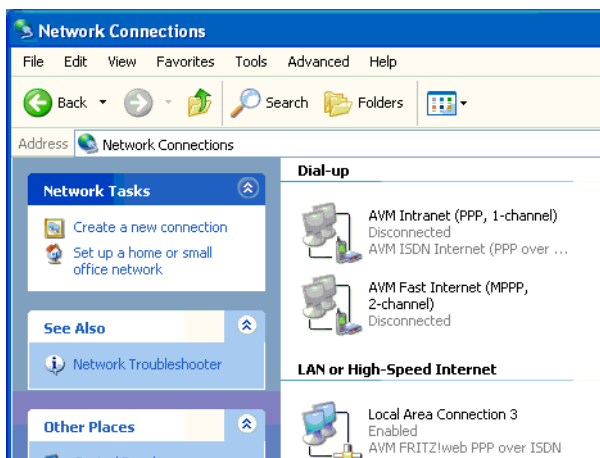 Network Connections
File Edit View Favorites Tools Advanced Help
Back Search Folders
Address Network Connections
Network Tasks
Create a new connection
Set up a home or small
office network
See Also
Network Troubleshooter
Other Places
Dial-up
AVM Intranet (PPP, 1-channel)
Disconnected
AVM ISDN Internet (PPP over ...
AVM Fast Internet (MPPP,
2-channel)
Disconnected
LAN or High-Speed Internet
Local Area Connection 3
Enabled
AVM FRITZ!web PPP over ISDN